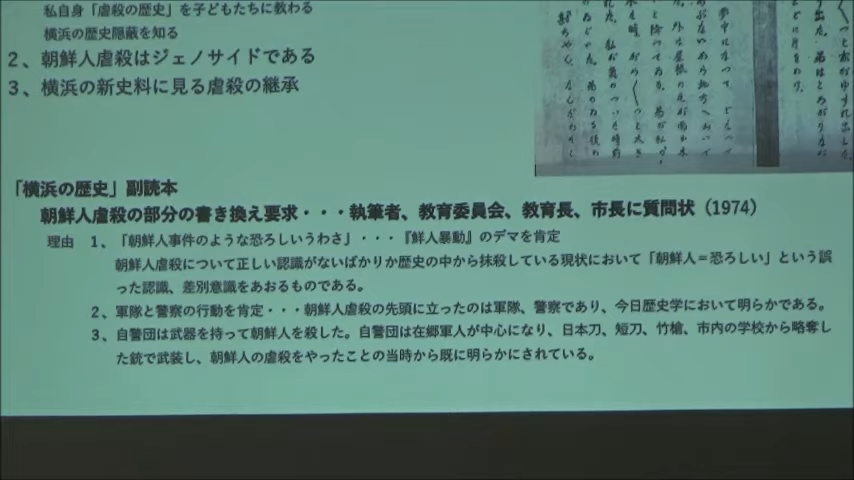 私自身「虐殺の歴史」を子どもたちに教わる
横浜の歴史隠蔽を知る
2、朝鮮人虐殺はジェノサイドである
3、横浜の新史料に見る虐殺の継承
「横浜の歴史」副読本
朝鮮人虐殺の部分の書き換え要求・・・執筆者、教育委員会、教育長、市長に質問状（1974）
理由　1、「朝鮮人事件のような恐ろしいうわさ」・・・『鮮人暴動』のデマを肯定
朝鮮人虐殺について正しい認識がないばかりか歴史の中から抹殺している現状において「朝鮮人＝恐ろしい」という誤
った認識、差別意識をあおるものである。
2、軍隊と警察の行動を肯定・・・朝鮮人虐殺の先頭に立ったのは軍隊、警察であり、今日歴史学において明らかである。
3、自警団は武器を持って朝鮮人を殺した。自警団は在郷軍人が中心になり、日本刀、短刀、竹槍、市内の学校から略奪し
た銃で武装し、朝鮮人の虐殺をやったことの当時から既に明らかにされている。